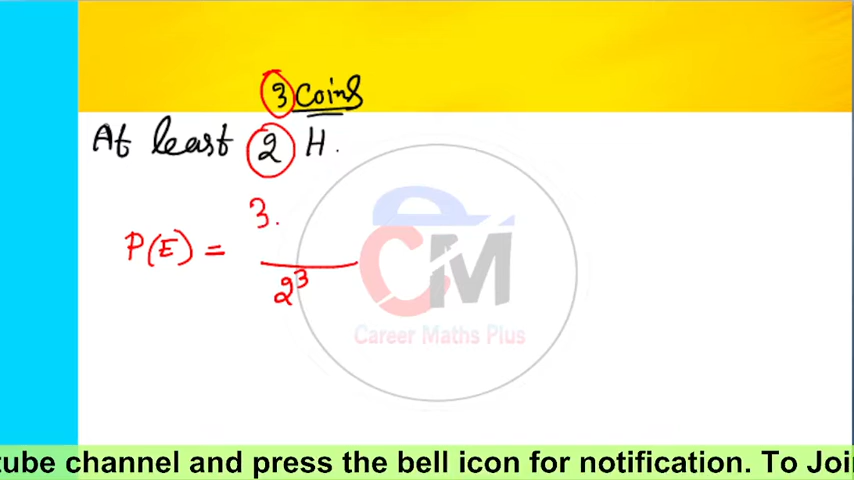 3 Coins
At least 2 H.
3.
P(E) =
2³
CM
Career Maths Plus
tube channel and press the bell icon for notification. To Joi